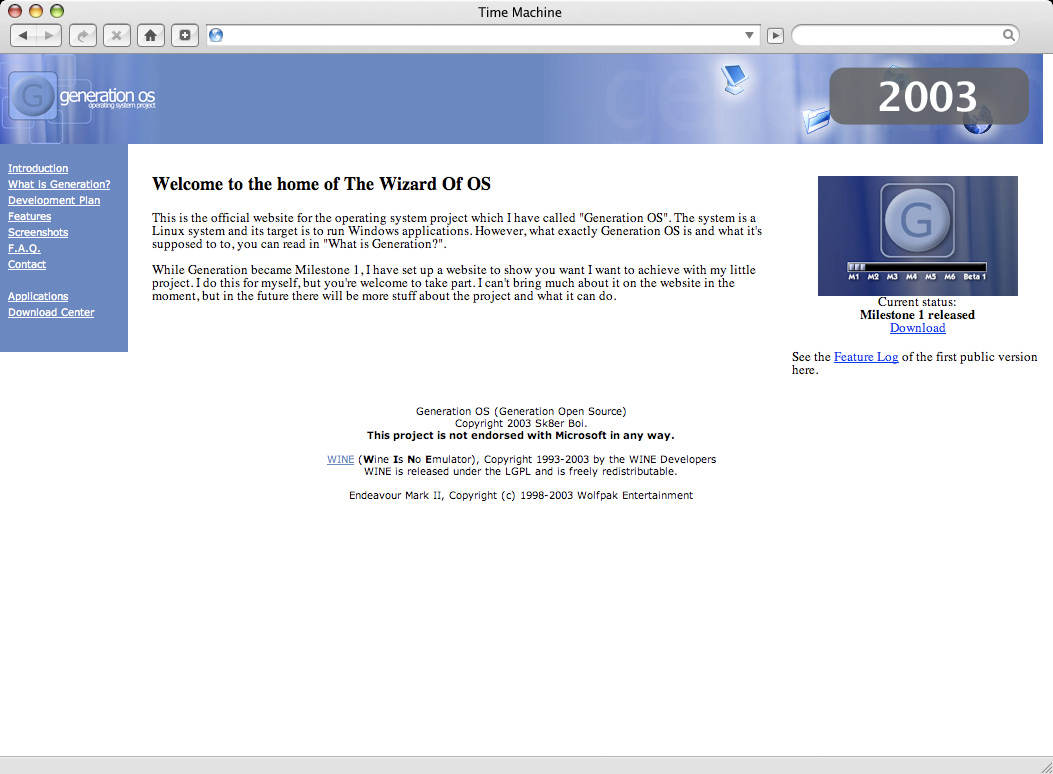 Time Machine
G generation os
operating system project
2003
Introduction
What is Generation?
Development Plan
Features
Screenshots
F.A.Q.
Contact
Applications
Download Center
Welcome to the home of The Wizard Of OS
This is the official website for the operating system project which I have called "Generation OS". The system is a
Linux system and its target is to run Windows applications. However, what exactly Generation OS is and what it's
supposed to to, you can read in "What is Generation?".
While Generation became Milestone 1, I have set up a website to show you want I want to achieve with my little
project. I do this for myself, but you're welcome to take part. I can't bring much about it on the website in the
moment, but in the future there will be more stuff about the project and what it can do.
G
M1 M2 M3 M4 M5 M6 Beta 1
Current status:
Milestone 1 released
Download
See the Feature Log of the first public version
here.
Generation OS (Generation Open Source)
Copyright 2003 Sk8er Boi.
This project is not endorsed with Microsoft in any way.
WINE (Wine Is No Emulator), Copyright 1993-2003 by the WINE Developers
WINE is released under the LGPL and is freely redistributable.
Endeavour Mark II, Copyright (c) 1998-2003 Wolfpak Entertainment